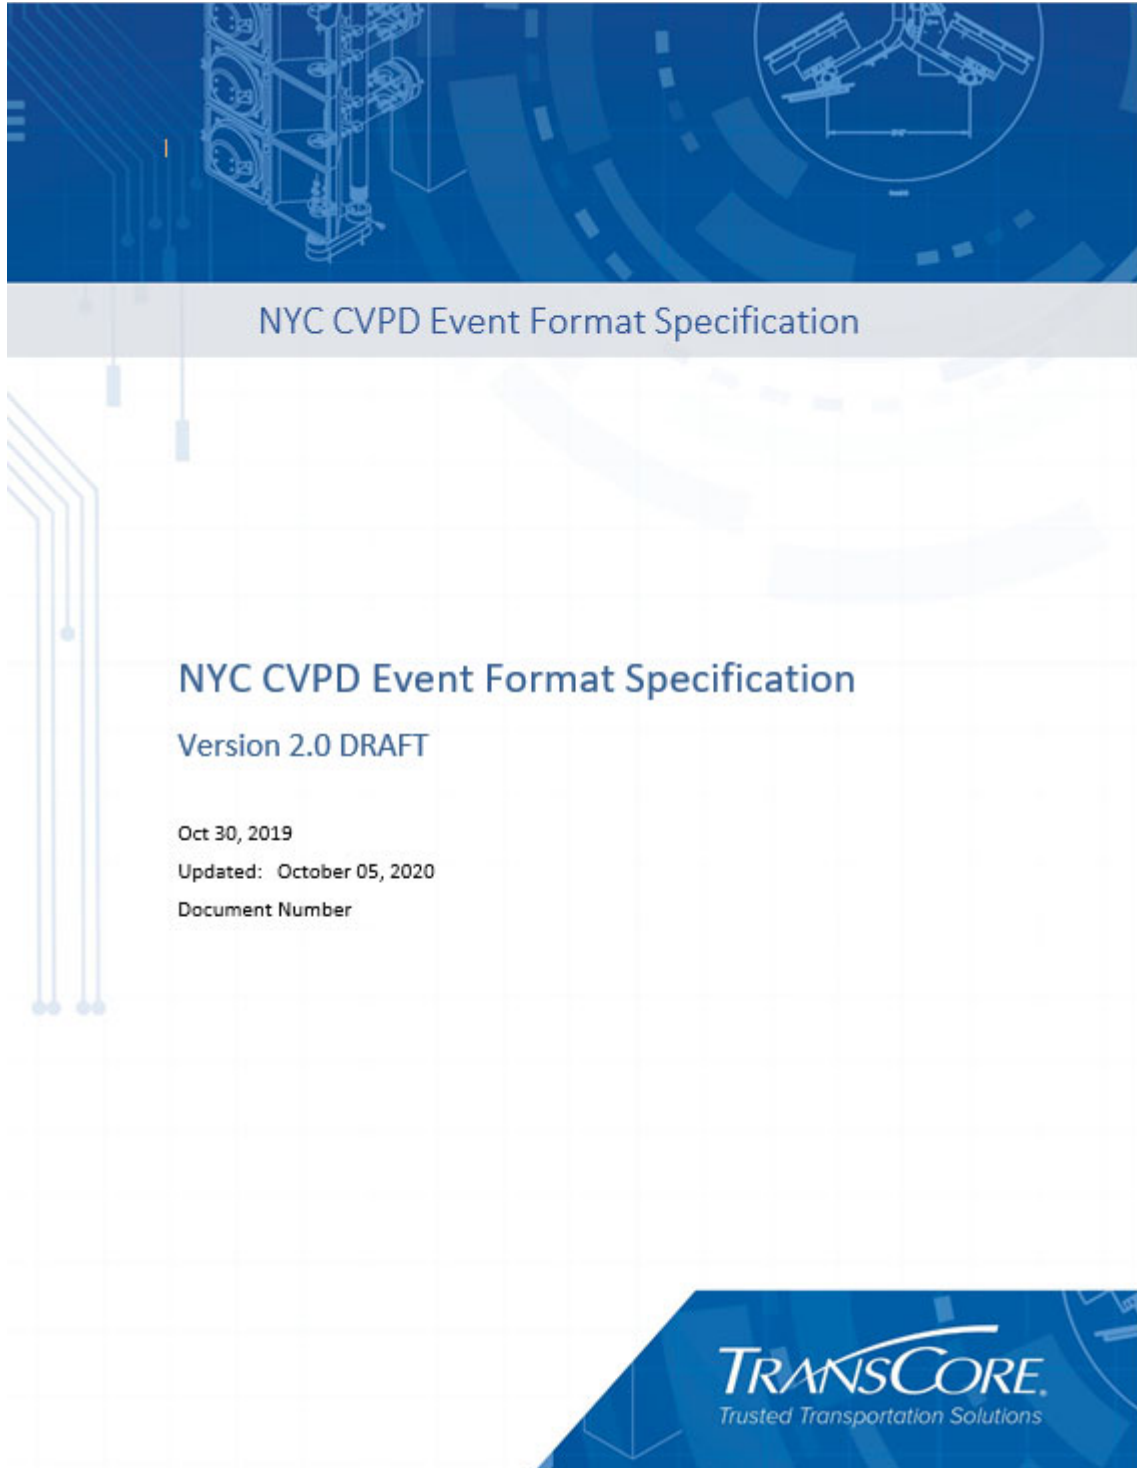 NYC CVPD Event Format Specification
NYC CVPD Event Format Specification
Version 2.0 DRAFT
Oct 30, 2019
Updated: October 05, 2020
Document Number
TRANSCORE.
Trusted Transportation Solutions